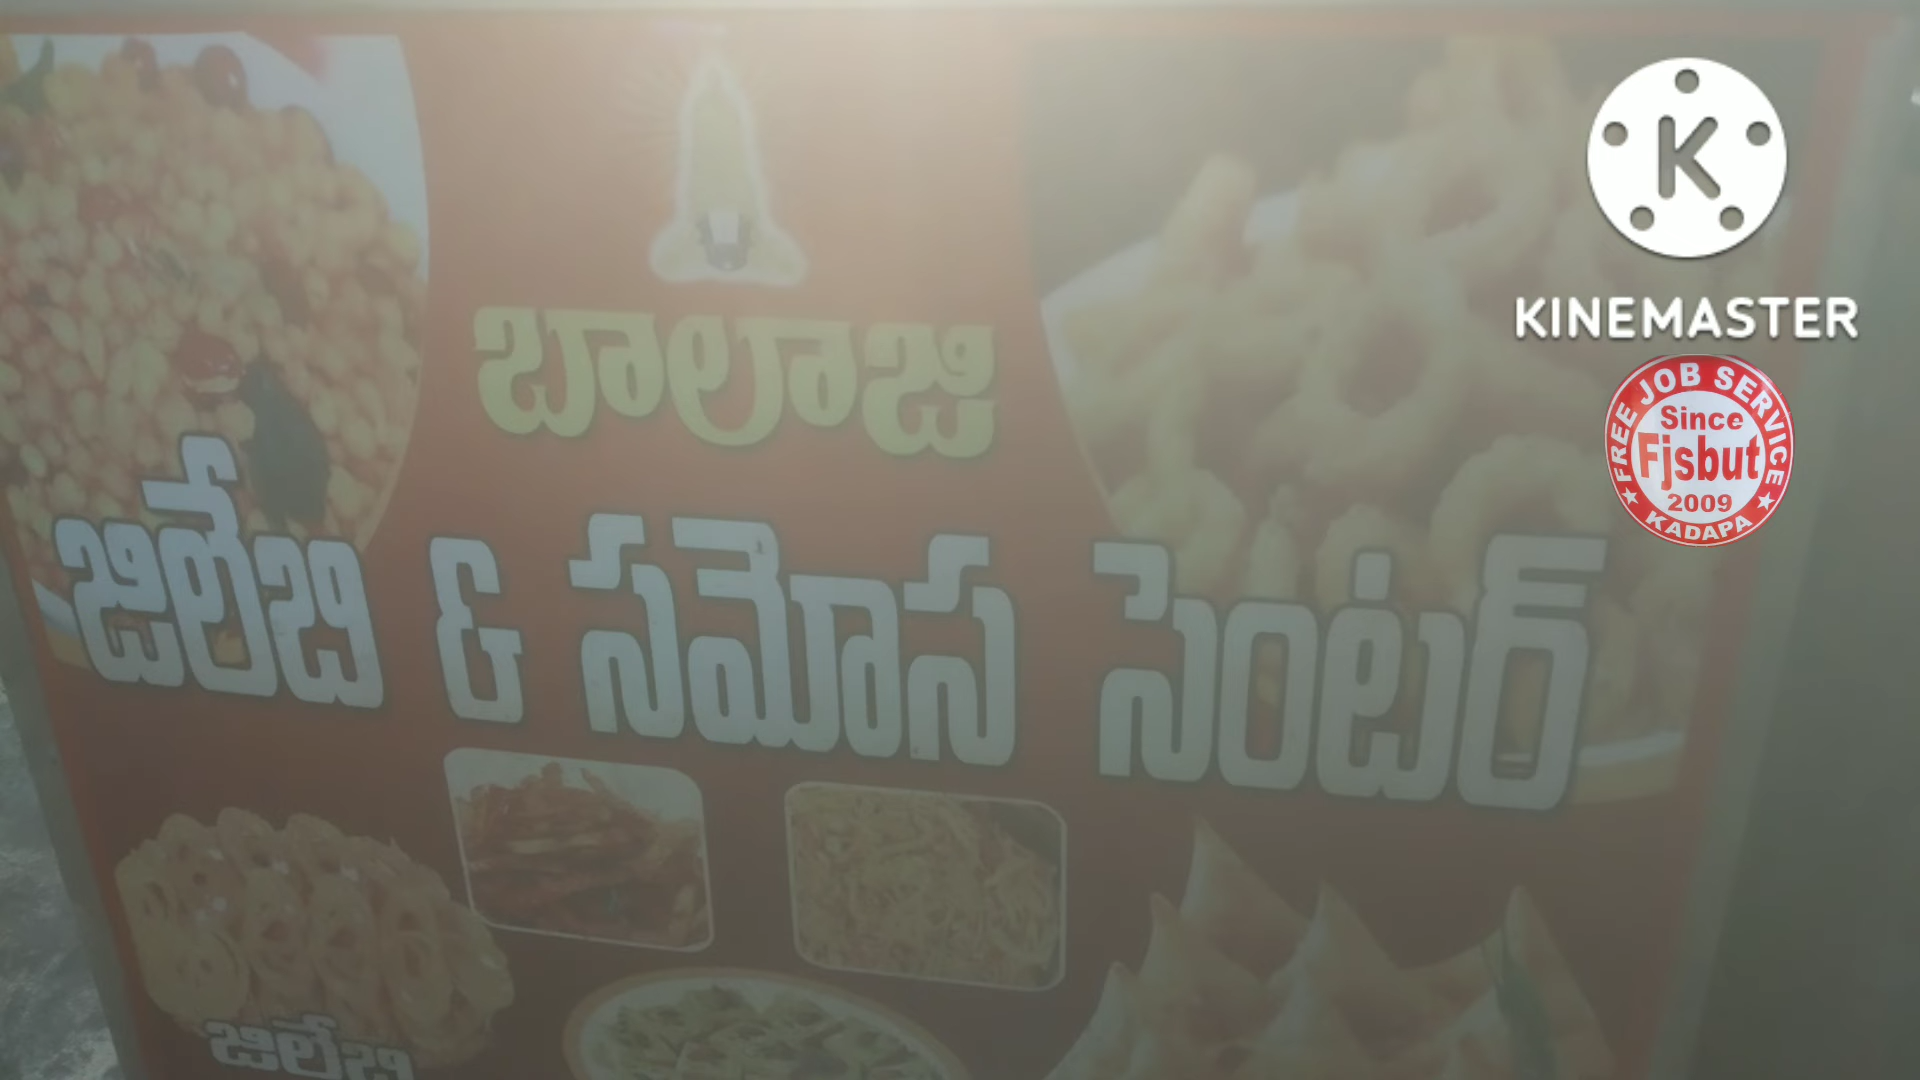 బాలాజి
జిలేబి & సమోస సెంటర్
జిలేబి
KINEMASTER
FREE JOB SERVICE
Since
Fjsbut
2009
KADAPA